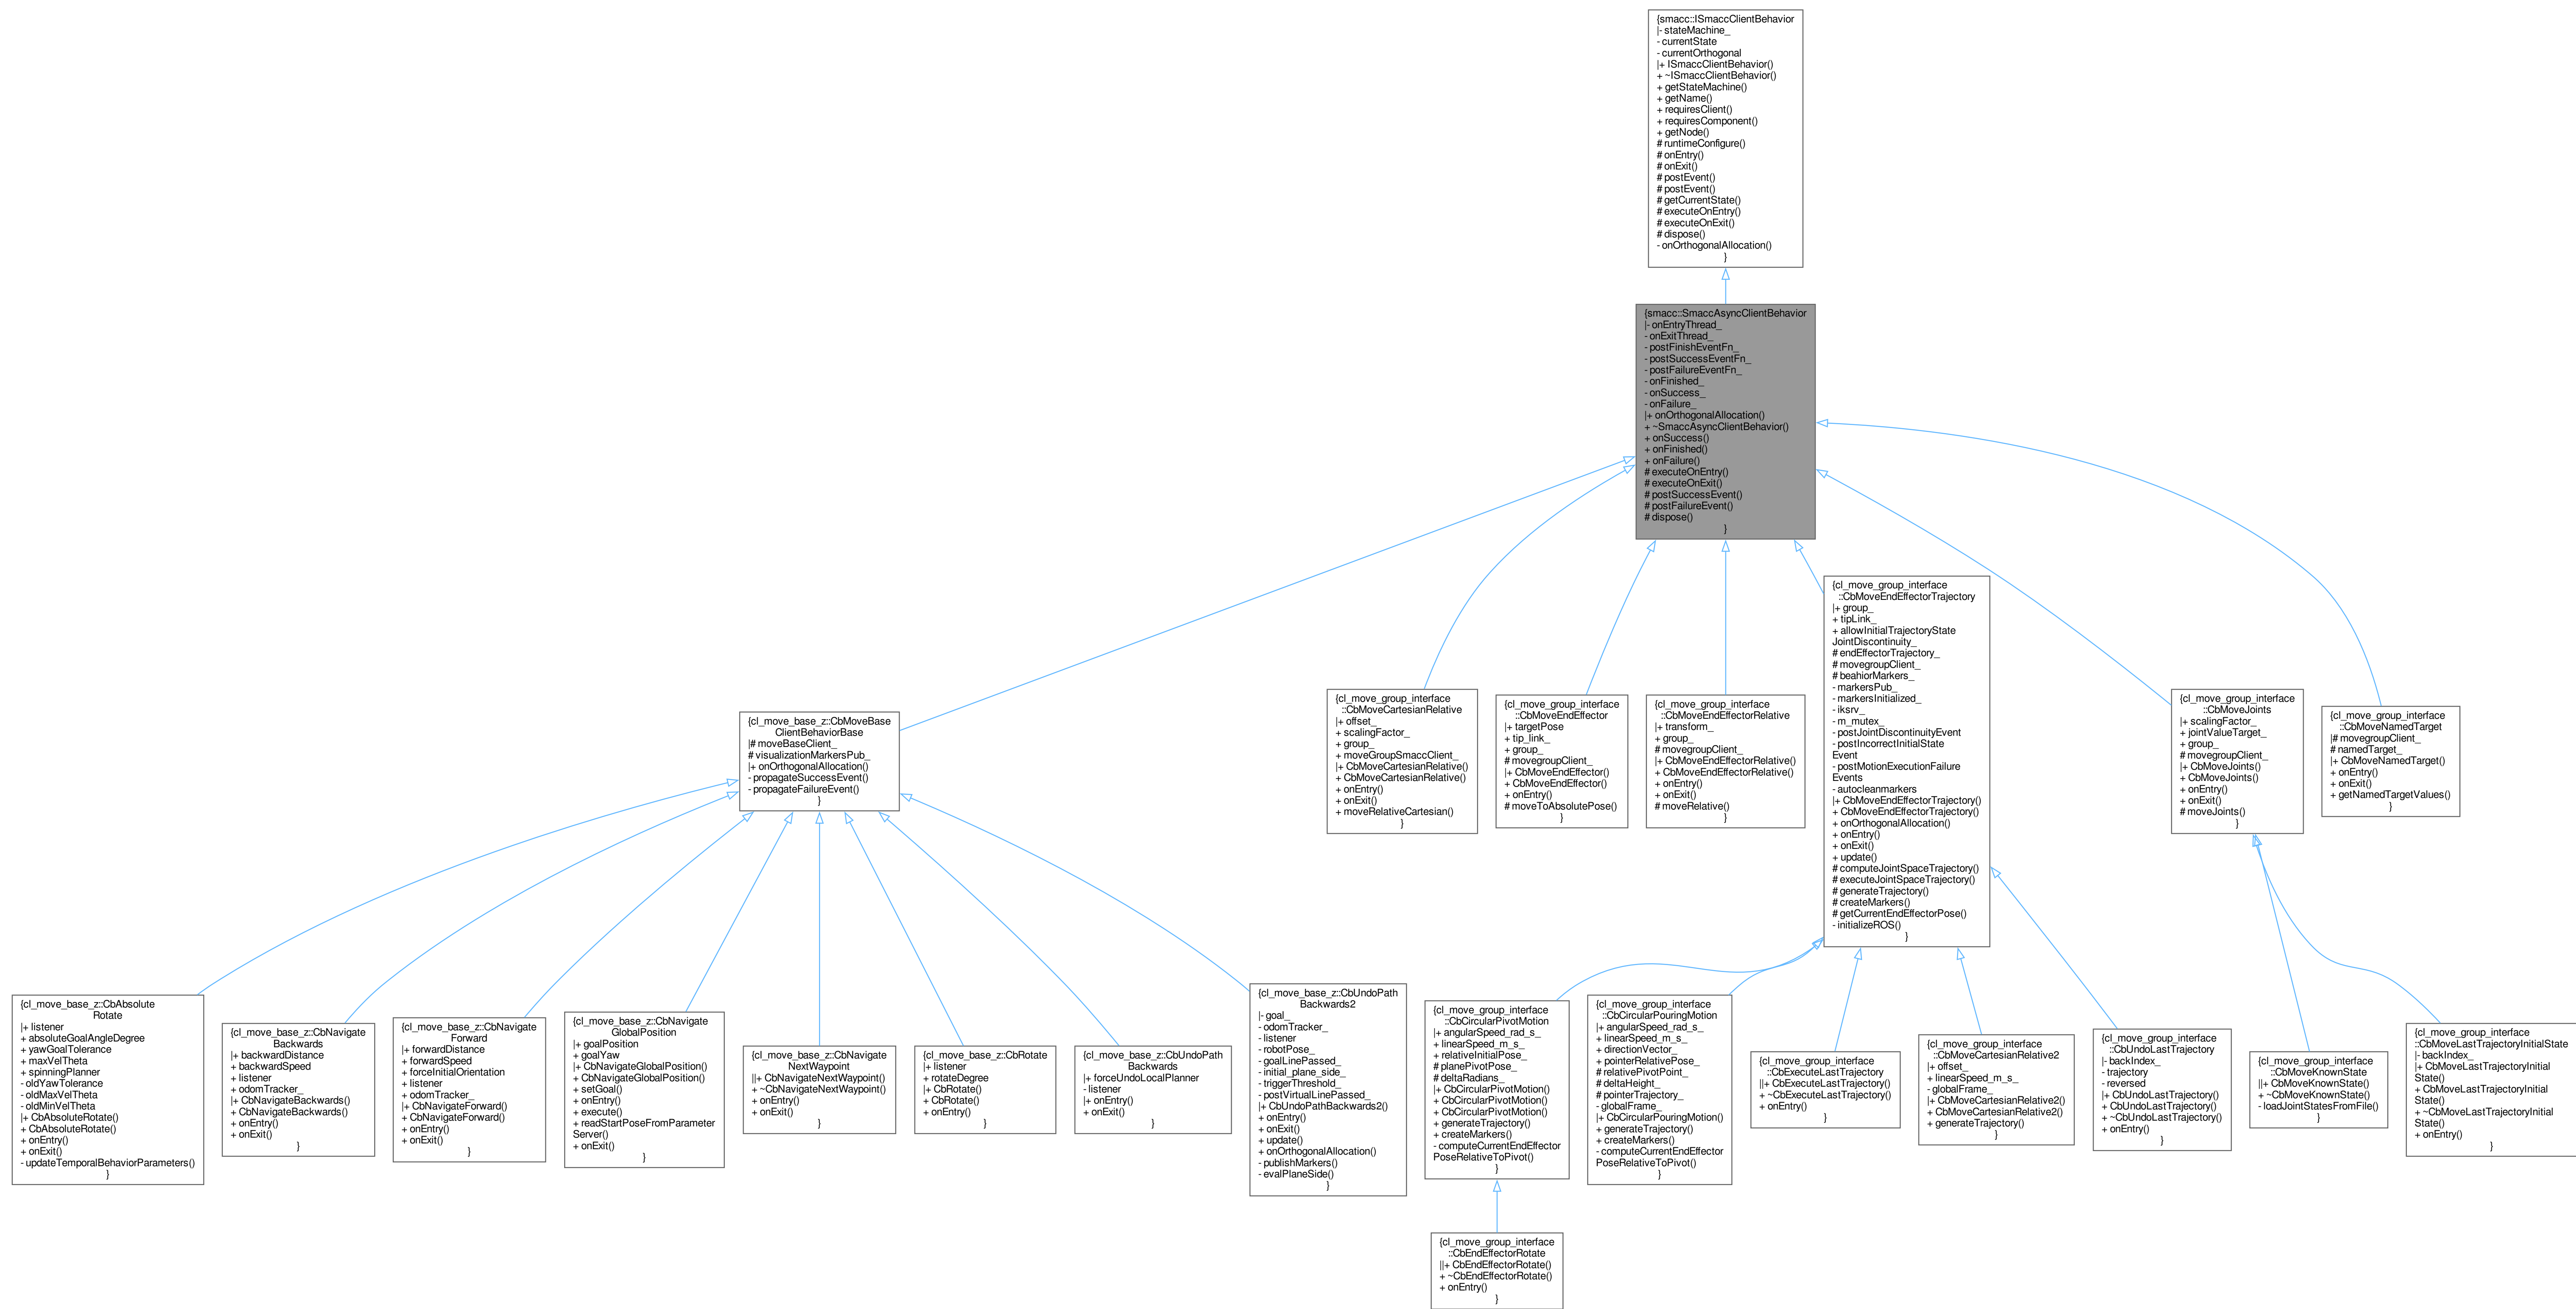 {smacc::ISmaccClientBehavior
|- stateMachine_
- currentState
- currentOrthogonal
|+ ISmaccClientBehavior()
+ ~ISmaccClientBehavior()
+ getStateMachine()
+ getName()
+ requiresClient()
+ requiresComponent()
+ getNode()
# runtimeConfigure()
# onEntry()
# onExit()
# postEvent()
# postEvent()
# getCurrentState()
# executeOnEntry()
# executeOnExit()
# dispose()
- onOrthogonalAllocation()
}
{smacc::SmaccAsyncClientBehavior
|- onEntryThread_
- onExitThread_
- postFinishEventFn_
- postSuccessEventFn_
- postFailureEventFn_
- onFinished_
- onSuccess_
- onFailure_
|+ onOrthogonalAllocation()
+ ~SmaccAsyncClientBehavior()
+ onSuccess()
+ onFinished()
+ onFailure()
# executeOnEntry()
# executeOnExit()
# postSuccessEvent()
# postFailureEvent()
# dispose()
}
{cl_move_base_z::CbMoveBase
ClientBehaviorBase
|# moveBaseClient_
# visualizationMarkersPub_
|+ onOrthogonalAllocation()
- propagateSuccessEvent()
- propagateFailureEvent()
}
{cl_move_group_interface
::CbMoveCartesianRelative
|+ offset_
+ scalingFactor_
+ group_
+ moveGroupSmaccClient_
|+ CbMoveCartesianRelative()
+ CbMoveCartesianRelative()
+ onEntry()
+ onExit()
+ moveRelativeCartesian()
}
{cl_move_group_interface
::CbMoveEndEffector
|+ targetPose
+ tip_link_
+ group_
# movegroupClient_
|+ CbMoveEndEffector()
+ CbMoveEndEffector()
+ onEntry()
# moveToAbsolutePose()
}
{cl_move_group_interface
::CbMoveEndEffectorRelative
|+ transform_
+ group_
# movegroupClient_
|+ CbMoveEndEffectorRelative()
+ CbMoveEndEffectorRelative()
+ onEntry()
+ onExit()
# moveRelative()
}
{cl_move_group_interface
::CbMoveEndEffectorTrajectory
|+ group_
+ tipLink_
+ allowInitialTrajectoryState
JointDiscontinuity_
# endEffectorTrajectory_
# movegroupClient_
# beahiorMarkers_
- markersPub_
- markersInitialized_
- iksrv_
- m_mutex_
- postJointDiscontinuityEvent
- postIncorrectInitialState
Event
- postMotionExecutionFailure
Events
- autocleanmarkers
|+ CbMoveEndEffectorTrajectory()
+ CbMoveEndEffectorTrajectory()
+ onOrthogonalAllocation()
+ onEntry()
+ onExit()
+ update()
# computeJointSpaceTrajectory()
# executeJointSpaceTrajectory()
# generateTrajectory()
# createMarkers()
# getCurrentEndEffectorPose()
- initializeROS()
}
{cl_move_group_interface
::CbMoveJoints
|+ scalingFactor_
+ jointValueTarget_
+ group_
# movegroupClient_
|+ CbMoveJoints()
+ CbMoveJoints()
+ onEntry()
+ onExit()
# moveJoints()
}
{cl_move_group_interface
::CbMoveNamedTarget
|# movegroupClient_
# namedTarget_
|+ CbMoveNamedTarget()
+ onEntry()
+ onExit()
+ getNamedTargetValues()
}
{cl_move_base_z::CbAbsolute
Rotate
|+ listener
+ absoluteGoalAngleDegree
+ yawGoalTolerance
+ maxVelTheta
+ spinningPlanner
- oldYawTolerance
- oldMaxVelTheta
- oldMinVelTheta
|+ CbAbsoluteRotate()
+ CbAbsoluteRotate()
+ onEntry()
+ onExit()
- updateTemporalBehaviorParameters()
}
{cl_move_base_z::CbNavigate
Backwards
|+ backwardDistance
+ backwardSpeed
+ listener
+ odomTracker_
|+ CbNavigateBackwards()
+ CbNavigateBackwards()
+ onEntry()
+ onExit()
}
{cl_move_base_z::CbNavigate
Forward
|+ forwardDistance
+ forwardSpeed
+ forceInitialOrientation
+ listener
+ odomTracker_
|+ CbNavigateForward()
+ CbNavigateForward()
+ onEntry()
+ onExit()
}
{cl_move_base_z::CbNavigate
GlobalPosition
|+ goalPosition
+ goalYaw
|+ CbNavigateGlobalPosition()
+ CbNavigateGlobalPosition()
+ setGoal()
+ onEntry()
+ execute()
+ readStartPoseFromParameter
Server()
+ onExit()
}
{cl_move_base_z::CbNavigate
NextWaypoint
||+ CbNavigateNextWaypoint()
+ ~CbNavigateNextWaypoint()
+ onEntry()
+ onExit()
}
{cl_move_base_z::CbRotate
|+ listener
+ rotateDegree
|+ CbRotate()
+ CbRotate()
+ onEntry()
}
{cl_move_base_z::CbUndoPath
Backwards
|+ forceUndoLocalPlanner
- listener
|+ onEntry()
+ onExit()
}
{cl_move_base_z::CbUndoPath
Backwards2
|- goal_
- odomTracker_
- listener
- robotPose_
- goalLinePassed_
- initial_plane_side_
- triggerThreshold_
- postVirtualLinePassed_
|+ CbUndoPathBackwards2()
+ onEntry()
+ onExit()
+ update()
+ onOrthogonalAllocation()
- publishMarkers()
- evalPlaneSide()
}
{cl_move_group_interface
::CbCircularPivotMotion
|+ angularSpeed_rad_s_
+ linearSpeed_m_s_
+ relativeInitialPose_
# planePivotPose_
# deltaRadians_
|+ CbCircularPivotMotion()
+ CbCircularPivotMotion()
+ CbCircularPivotMotion()
+ generateTrajectory()
+ createMarkers()
- computeCurrentEndEffector
PoseRelativeToPivot()
}
{cl_move_group_interface
::CbCircularPouringMotion
|+ angularSpeed_rad_s_
+ linearSpeed_m_s_
+ directionVector_
+ pointerRelativePose_
# relativePivotPoint_
# deltaHeight_
# pointerTrajectory_
- globalFrame_
|+ CbCircularPouringMotion()
+ generateTrajectory()
+ createMarkers()
- computeCurrentEndEffector
PoseRelativeToPivot()
}
{cl_move_group_interface
::CbExecuteLastTrajectory
||+ CbExecuteLastTrajectory()
+ ~CbExecuteLastTrajectory()
+ onEntry()
}
{cl_move_group_interface
::CbMoveCartesianRelative2
|+ offset_
+ linearSpeed_m_s_
- globalFrame_
|+ CbMoveCartesianRelative2()
+ CbMoveCartesianRelative2()
+ generateTrajectory()
}
{cl_move_group_interface
::CbUndoLastTrajectory
|- backIndex_
- trajectory
- reversed
|+ CbUndoLastTrajectory()
+ CbUndoLastTrajectory()
+ ~CbUndoLastTrajectory()
+ onEntry()
}
{cl_move_group_interface
::CbMoveKnownState
||+ CbMoveKnownState()
+ ~CbMoveKnownState()
- loadJointStatesFromFile()
}
{cl_move_group_interface
::CbMoveLastTrajectoryInitialState
|- backIndex_
|+ CbMoveLastTrajectoryInitial
State()
+ CbMoveLastTrajectoryInitial
State()
+ ~CbMoveLastTrajectoryInitial
State()
+ onEntry()
}
{cl_move_group_interface
::CbEndEffectorRotate
||+ CbEndEffectorRotate()
+ ~CbEndEffectorRotate()
+ onEntry()
}